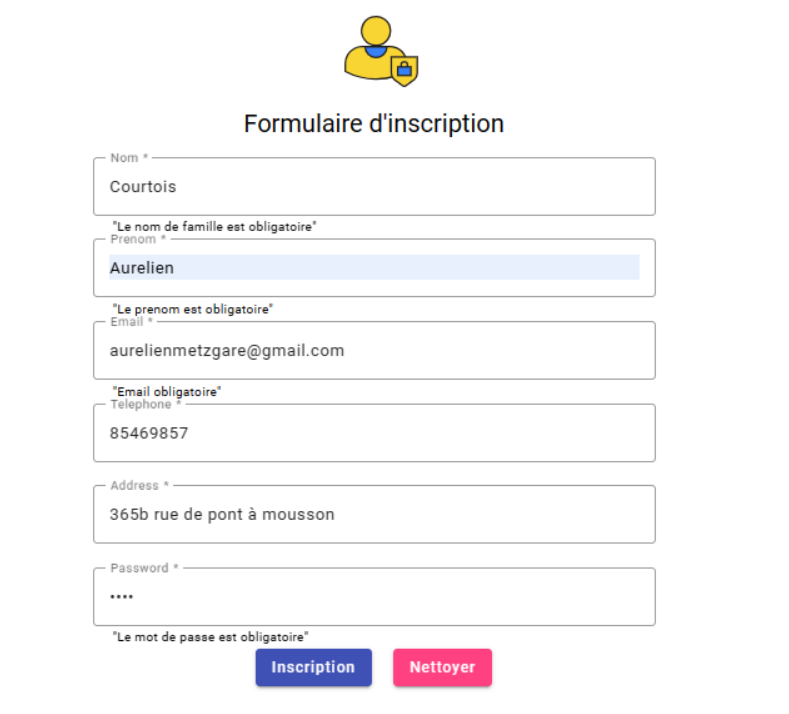 Formulaire d'inscription
Nom *
Courtois
"Le nom de famille est obligatoire"
Prenom *
Aurelien
"Le prenom est obligatoire"
Email *
aurelienmetzgare@gmail.com
"Email obligatoire"
Telephone *
85469857
Address *
365b rue de pont à mousson
Password *
••••
"Le mot de passe est obligatoire"
Inscription Nettoyer